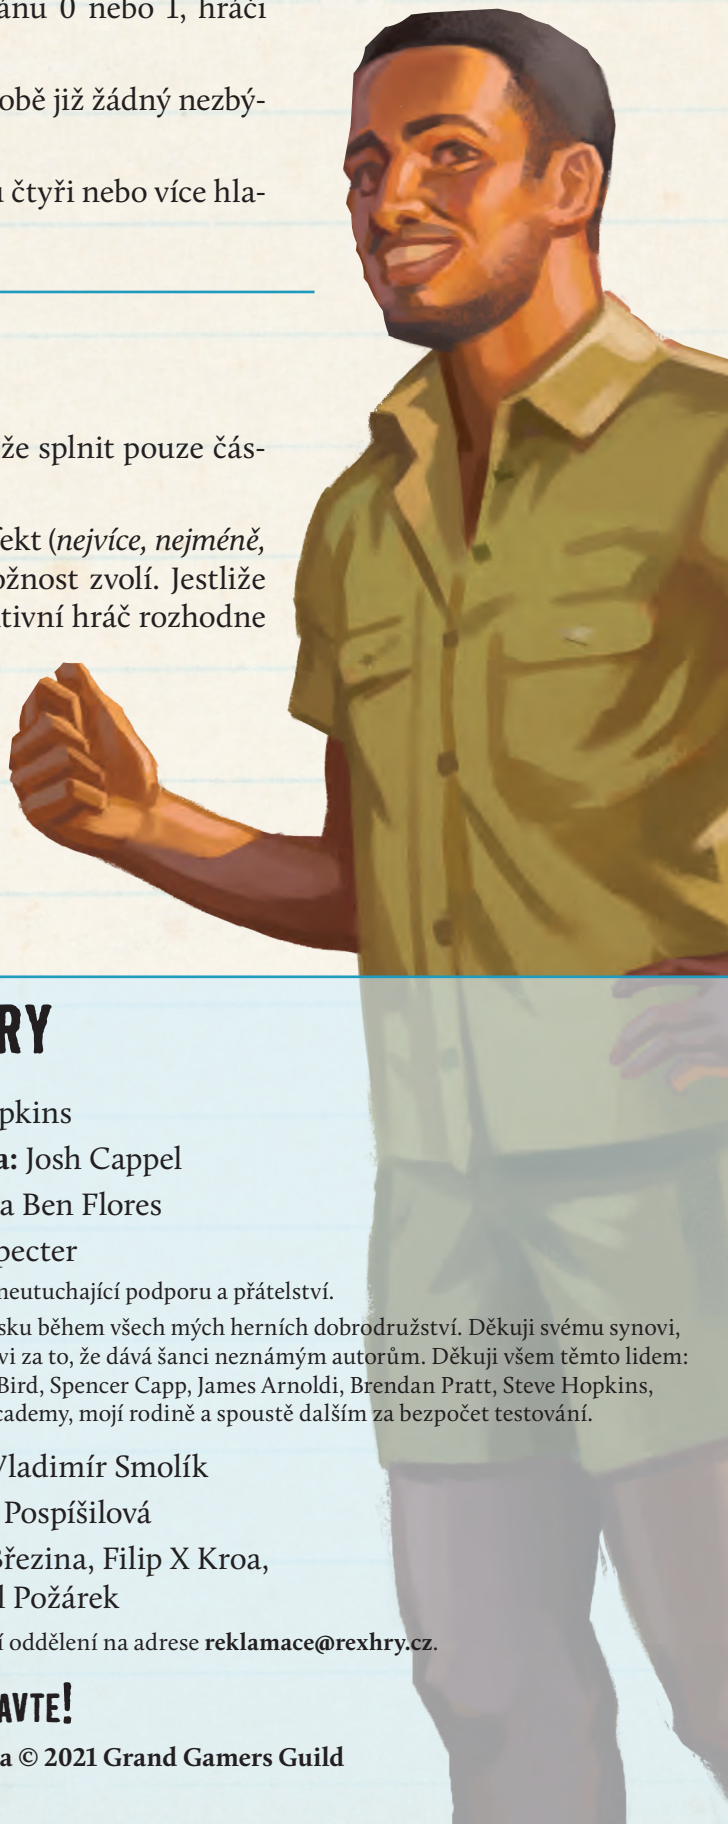 ánu 0 nebo 1, hráči
obě již žádný nezbý-
čtyři nebo více hla-
že splnit pouze čás-
ekt (nejvíce, nejméně,
ožnost zvolí. Jestliže
tivní hráč rozhodne
RY
pkins
a: Josh Cappel
a Ben Flores
pecter
neutuchající podporu a přátelství.
sku během všech mých herních dobrodružství. Děkuji svému synovi,
vi za to, že dává šanci neznámým autorům. Děkuji všem těmto lidem:
Bird, Spencer Capp, James Arnoldi, Brendan Pratt, Steve Hopkins,
cademy, mojí rodině a spoustě dalším za bezpočet testování.
Vladimír Smolík
Pospíšilová
Březina, Filip X Kroa,
l Požárek
í oddělení na adrese reklamace@rexhry.cz.
AVTE!
a © 2021 Grand Gamers Guild